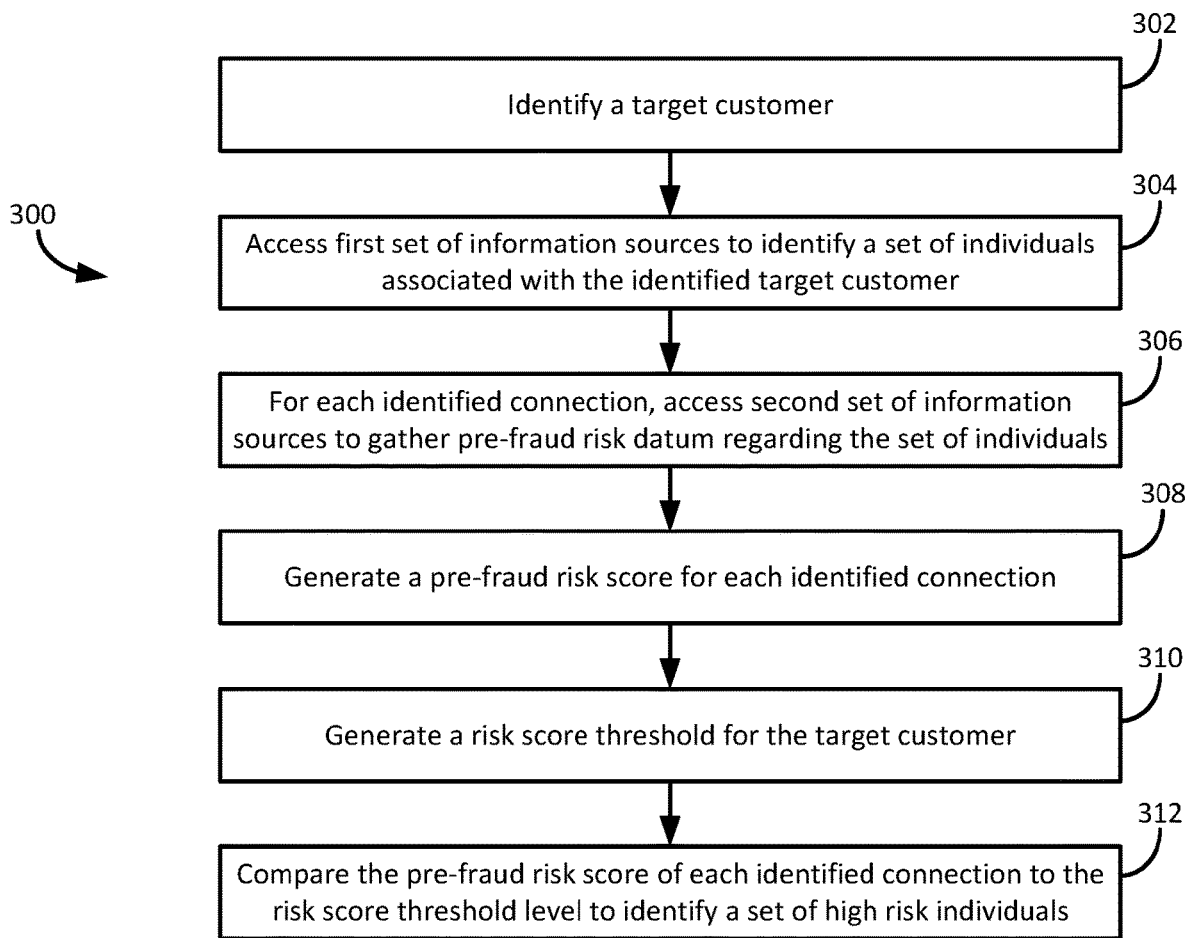 302
Identify a target customer
304
300
Access first set of information sources to identify a set of individuals
associated with the identified target customer
306
For each identified connection, access second set of information
sources to gather pre-fraud risk datum regarding the set of individuals
308
Generate a pre-fraud risk score for each identified connection
310
Generate a risk score threshold for the target customer
312
Compare the pre-fraud risk score of each identified connection to the
risk score threshold level to identify a set of high risk individuals